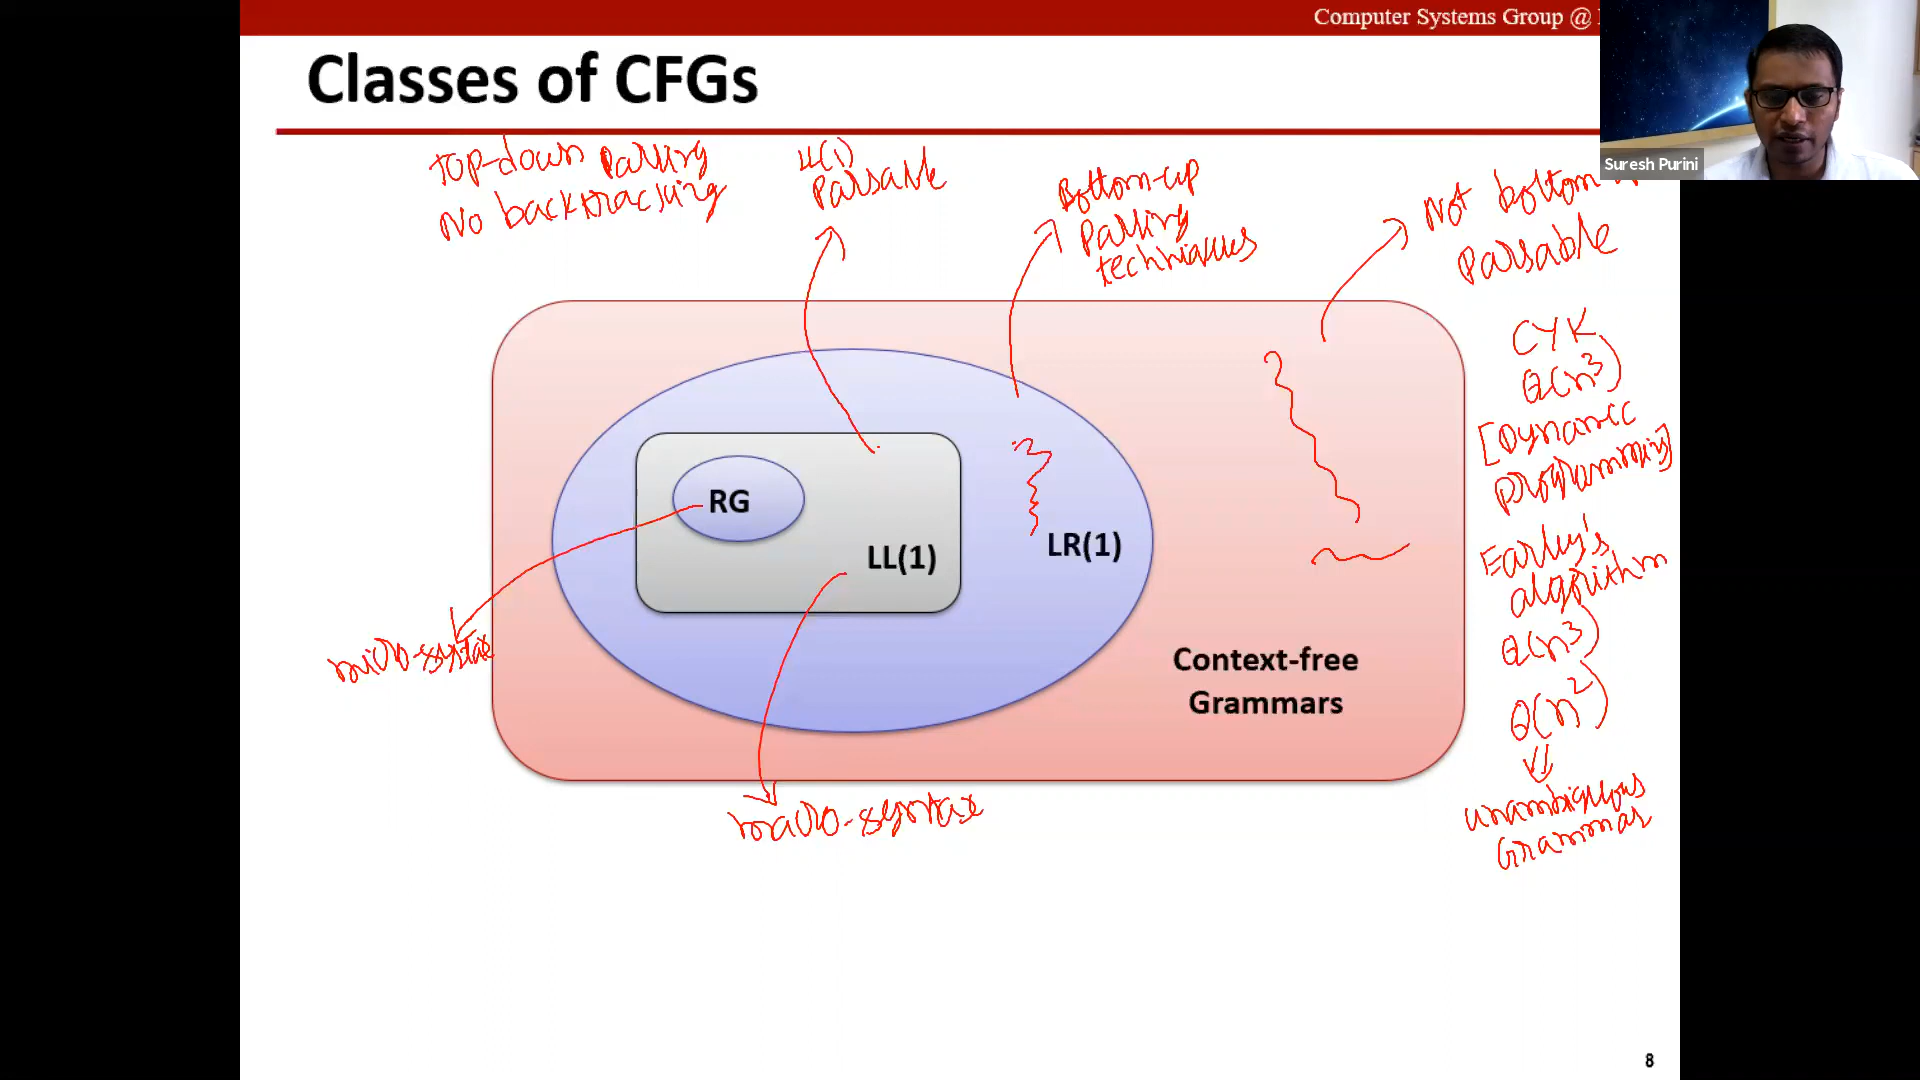 Computer Systems Group @
Classes of CFGs
Suresh Purini
Top-down Parsing
No backtracking
LL(1)
Parsable
Bottom-up
Parsing
techniques
Not bottom-u
Parsable
RG
LL(1)
LR(1)
Context-free
Grammars
micro-syntax
macro-syntax
CYK
Θ(n³)
[Dynamic
programming]
Earley's
algorithm
Θ(n³)
Θ(n²)
unambiguous
Grammar
8